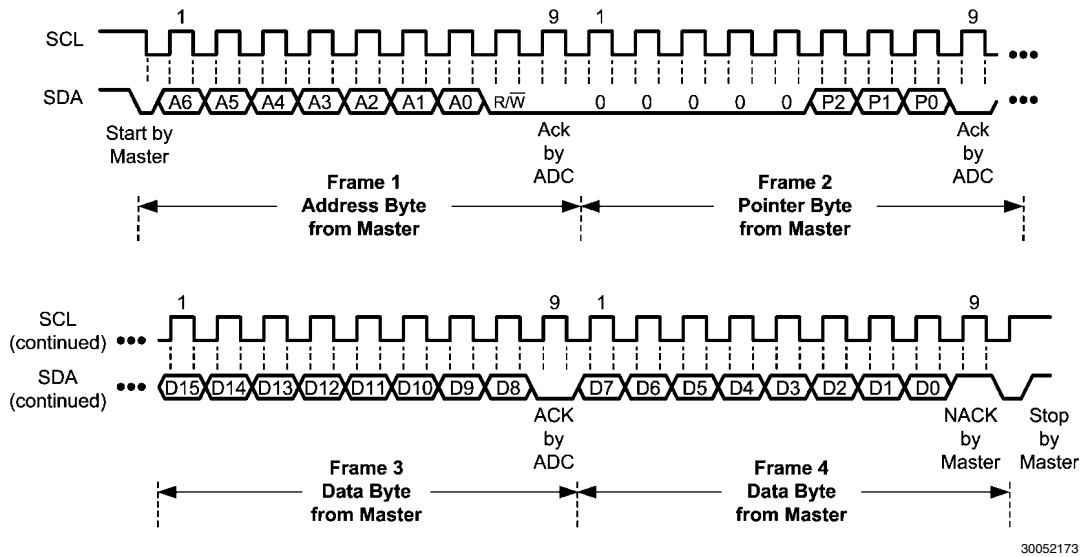 1 9 1 9
SCL
SDA A6 A5 A4 A3 A2 A1 A0 R/W̅ 0 0 0 0 0 P2 P1 P0
Start by
Master
Ack
by
ADC
Ack
by
ADC
Frame 1
Address Byte
from Master
Frame 2
Pointer Byte
from Master
1 9 1 9
SCL
(continued)
SDA
(continued)
D15 D14 D13 D12 D11 D10 D9 D8 D7 D6 D5 D4 D3 D2 D1 D0
ACK
by
ADC
NACK
by
Master
Stop
by
Master
Frame 3
Data Byte
from Master
Frame 4
Data Byte
from Master
30052173